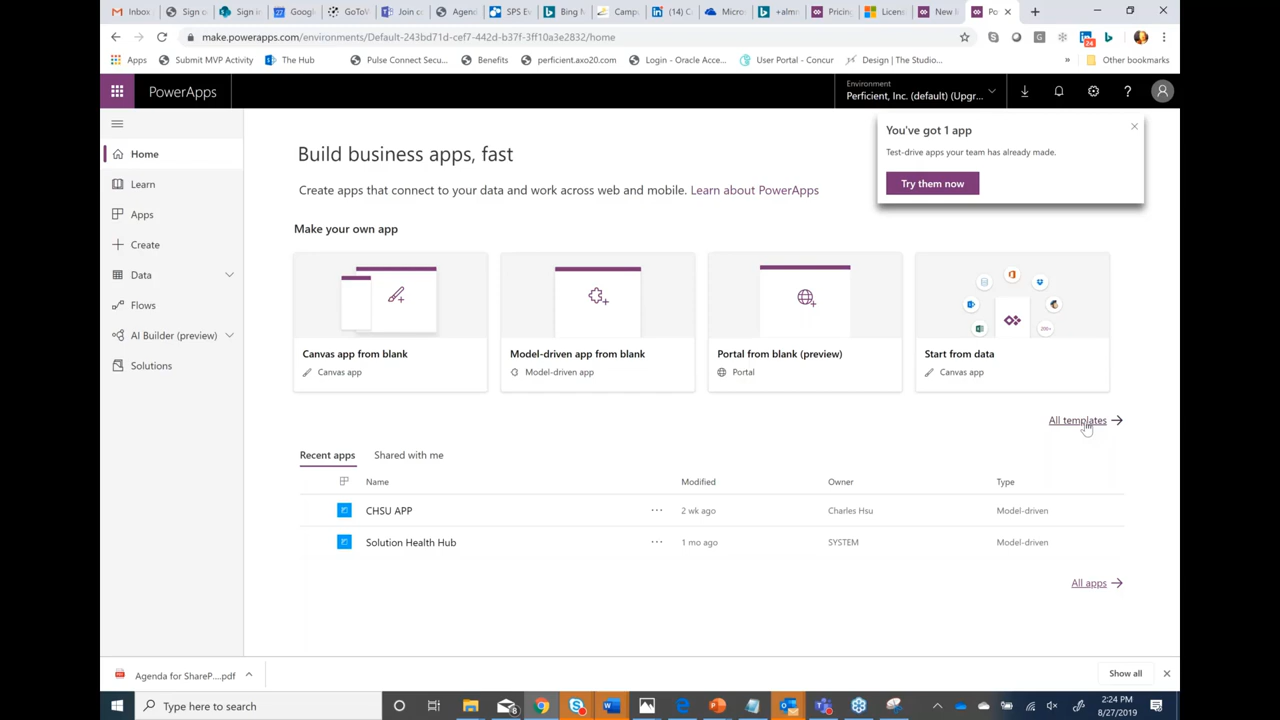 Inbox
Sign o
Sign in
Googl
GoToV
Join co
Agend
SPS Ev
Bing N
Camp
(14) C
Micro
+almr
Pricin
Licens
New l
Po
make.powerapps.com/environments/Default-243bd71d-cef7-442d-b37f-3ff10a3e2832/home
24
Apps
Submit MVP Activity
The Hub
Pulse Connect Secu...
Benefits
perficient.axo20.com
Login - Oracle Acce...
User Portal - Concur
Design | The Studio...
»
Other bookmarks
PowerApps
Environment
Perficient, Inc. (default) (Upgr...
Home
Learn
Apps
Create
Data
Flows
AI Builder (preview)
Solutions
Build business apps, fast
Create apps that connect to your data and work across web and mobile. Learn about PowerApps
You've got 1 app
Test-drive apps your team has already made.
Try them now
Make your own app
200+
Canvas app from blank
Canvas app
Model-driven app from blank
Model-driven app
Portal from blank (preview)
Portal
Start from data
Canvas app
All templates
Recent apps
Shared with me
Name
Modified
Owner
Type
CHSU APP
...
2 wk ago
Charles Hsu
Model-driven
Solution Health Hub
...
1 mo ago
SYSTEM
Model-driven
All apps
Agenda for ShareP....pdf
Show all
Type here to search
2:24 PM
8/27/2019